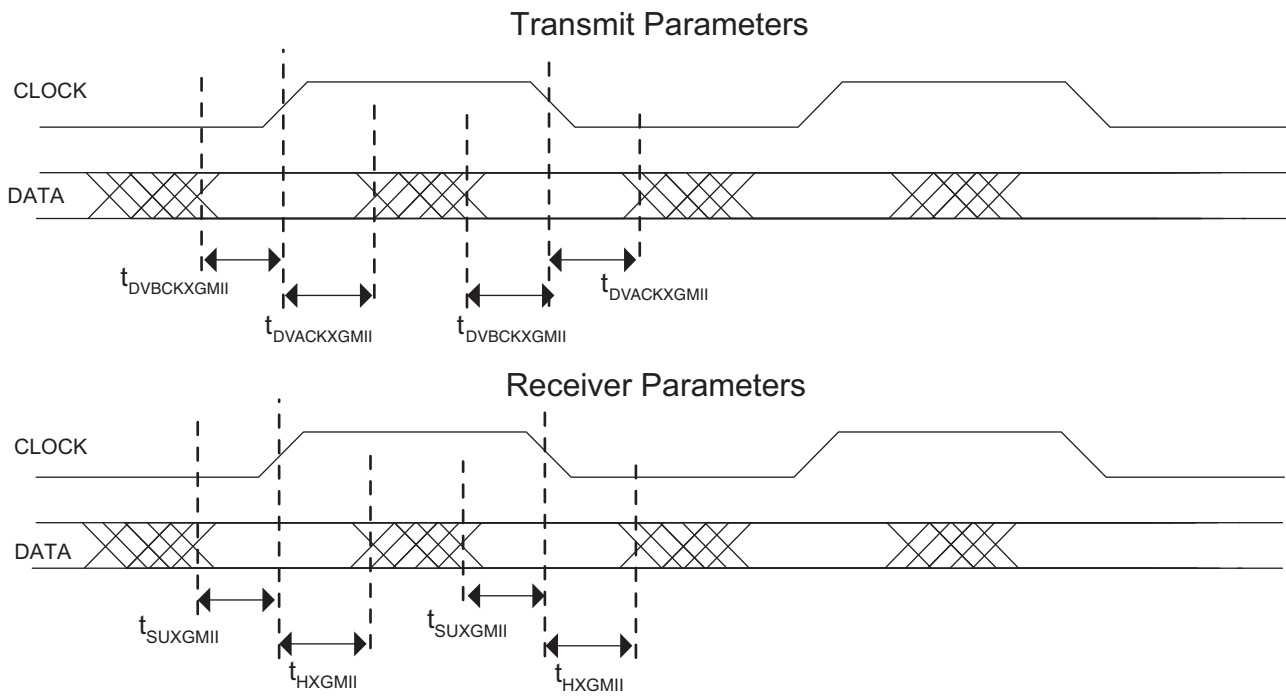 Transmit Parameters
CLOCK
DATA
tDVBCKXGMII
tDVACKXGMII
tDVBCKXGMII
tDVACKXGMII
Receiver Parameters
CLOCK
DATA
tSUXGMII
tHXGMII
tSUXGMII
tHXGMII